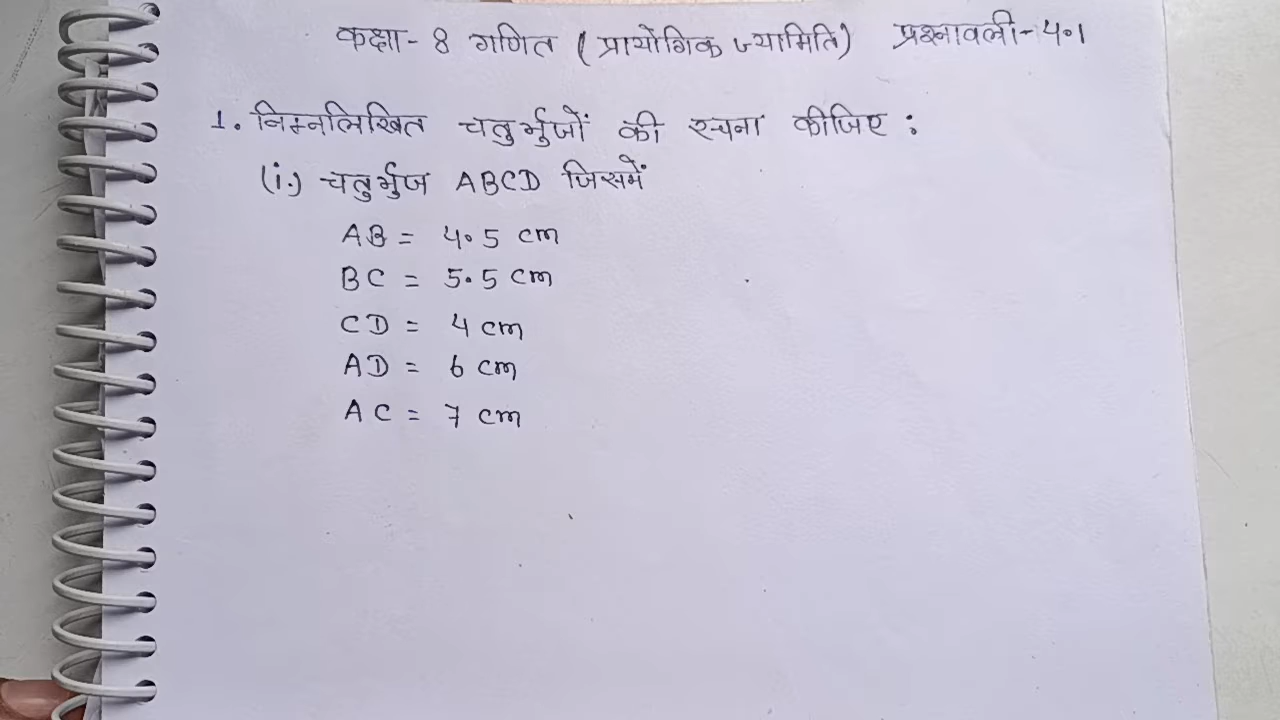 कक्षा- 8 गणित ( प्रायोगिक ज्यामिति) प्रश्नावली- 4.1
1. निम्नलिखित चतुर्भुजों की रचना कीजिए :
(i.) चतुर्भुज ABCD जिसमें
AB = 4.5 cm
BC = 5.5 cm
CD = 4 cm
AD = 6 cm
AC = 7 cm